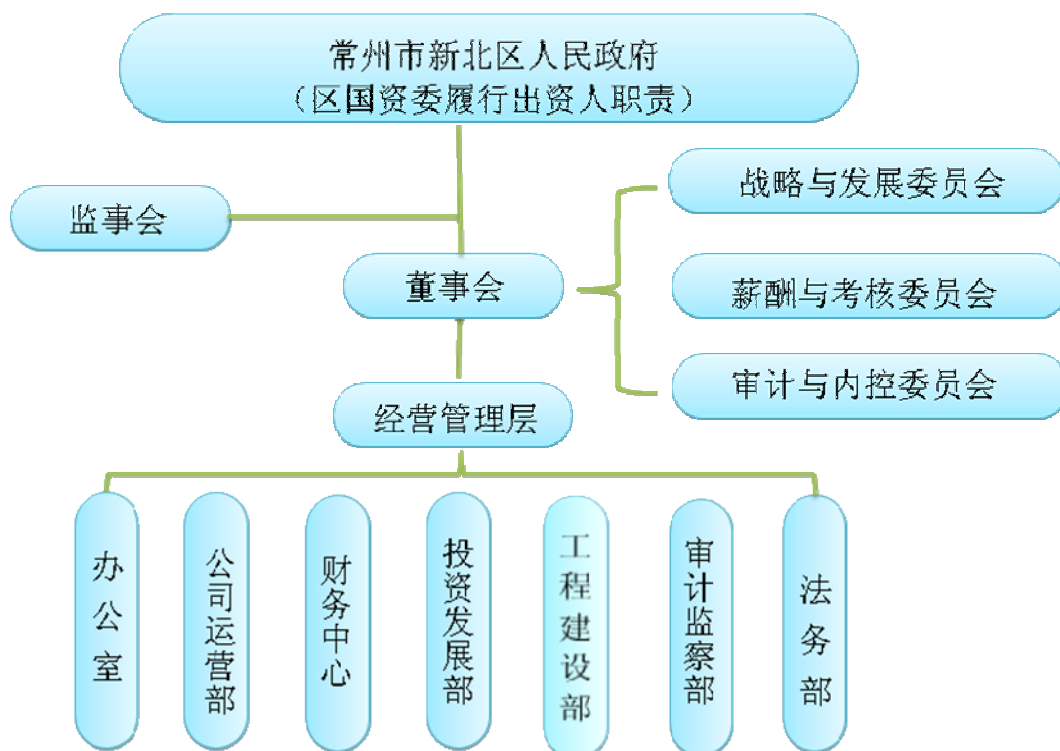 常州市新北区人民政府
（区国资委履行出资人职责）
战略与发展委员会
监事会
董事会
薪酬与考核委员会
审计与内控委员会
经营管理层
办公室
公司运营部
财务中心
投资发展部
工程建设部
审计监察部
法务部